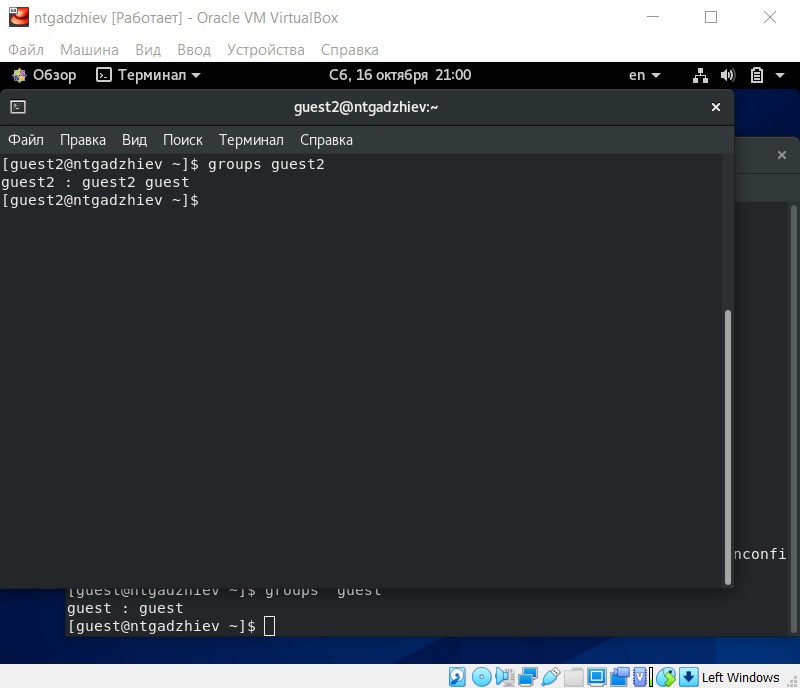 ntgadzhiev [Работает] - Oracle VM VirtualBox
Файл Машина Вид Ввод Устройства Справка
Обзор Терминал Сб, 16 октября 21:00 en
guest2@ntgadzhiev:~
Файл Правка Вид Поиск Терминал Справка
[guest2@ntgadzhiev ~]$ groups guest2
guest2 : guest2 guest
[guest2@ntgadzhiev ~]$
nconfi
[guest@ntgadzhiev ~]$ groups guest
guest : guest
[guest@ntgadzhiev ~]$
Left Windows